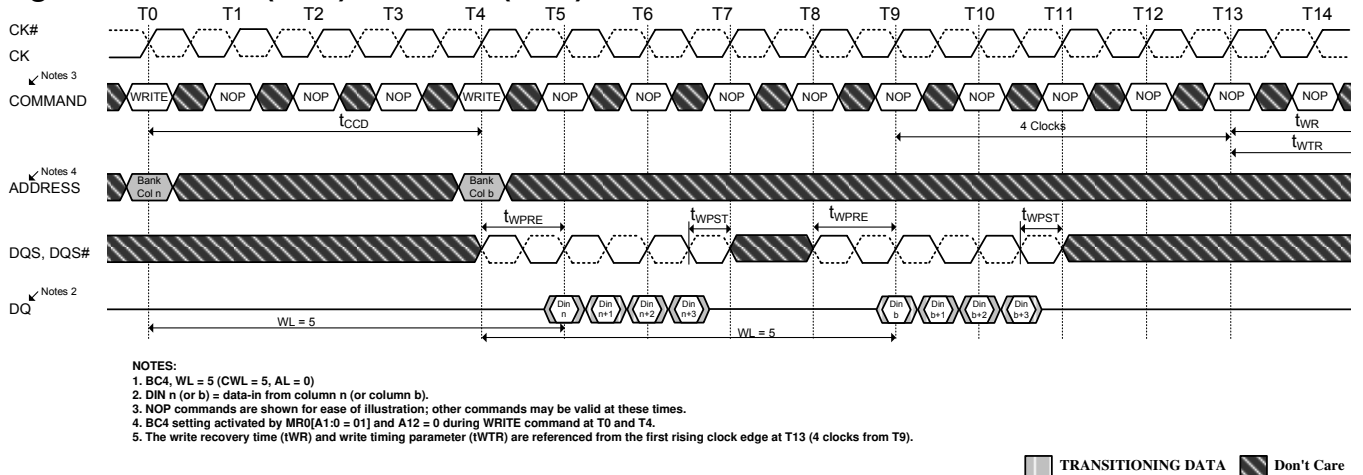 T0 T1 T2 T3 T4 T5 T6 T7 T8 T9 T10 T11 T12 T13 T14
CK#
CK
Notes 3
COMMAND
WRITE NOP NOP NOP WRITE NOP NOP NOP NOP NOP NOP NOP NOP NOP NOP
tCCD
4 Clocks
tWR
tWTR
Notes 4
ADDRESS
Bank Col n
Bank Col b
tWPRE
tWPST
tWPRE
tWPST
DQS, DQS#
Notes 2
DQ
Din n
Din n+1
Din n+2
Din n+3
Din b
Din b+1
Din b+2
Din b+3
WL = 5
WL = 5
NOTES:
1. BC4, WL = 5 (CWL = 5, AL = 0)
2. DIN n (or b) = data-in from column n (or column b).
3. NOP commands are shown for ease of illustration; other commands may be valid at these times.
4. BC4 setting activated by MR0[A1:0 = 01] and A12 = 0 during WRITE command at T0 and T4.
5. The write recovery time (tWR) and write timing parameter (tWTR) are referenced from the first rising clock edge at T13 (4 clocks from T9).
TRANSITIONING DATA
Don't Care